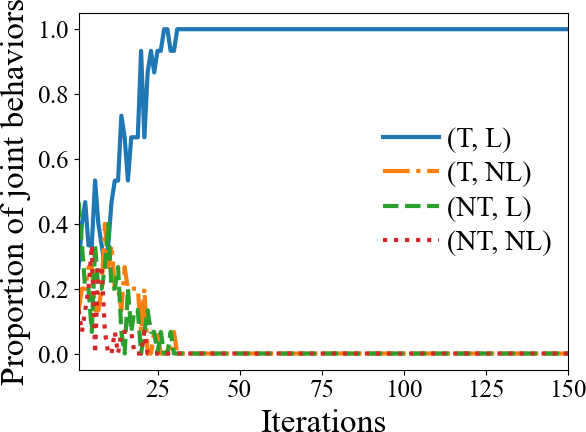 Proportion of joint behaviors
1.0
0.8
0.6
0.4
0.2
0.0
(T, L)
(T, NL)
(NT, L)
(NT, NL)
25
50
75
100
125
150
Iterations